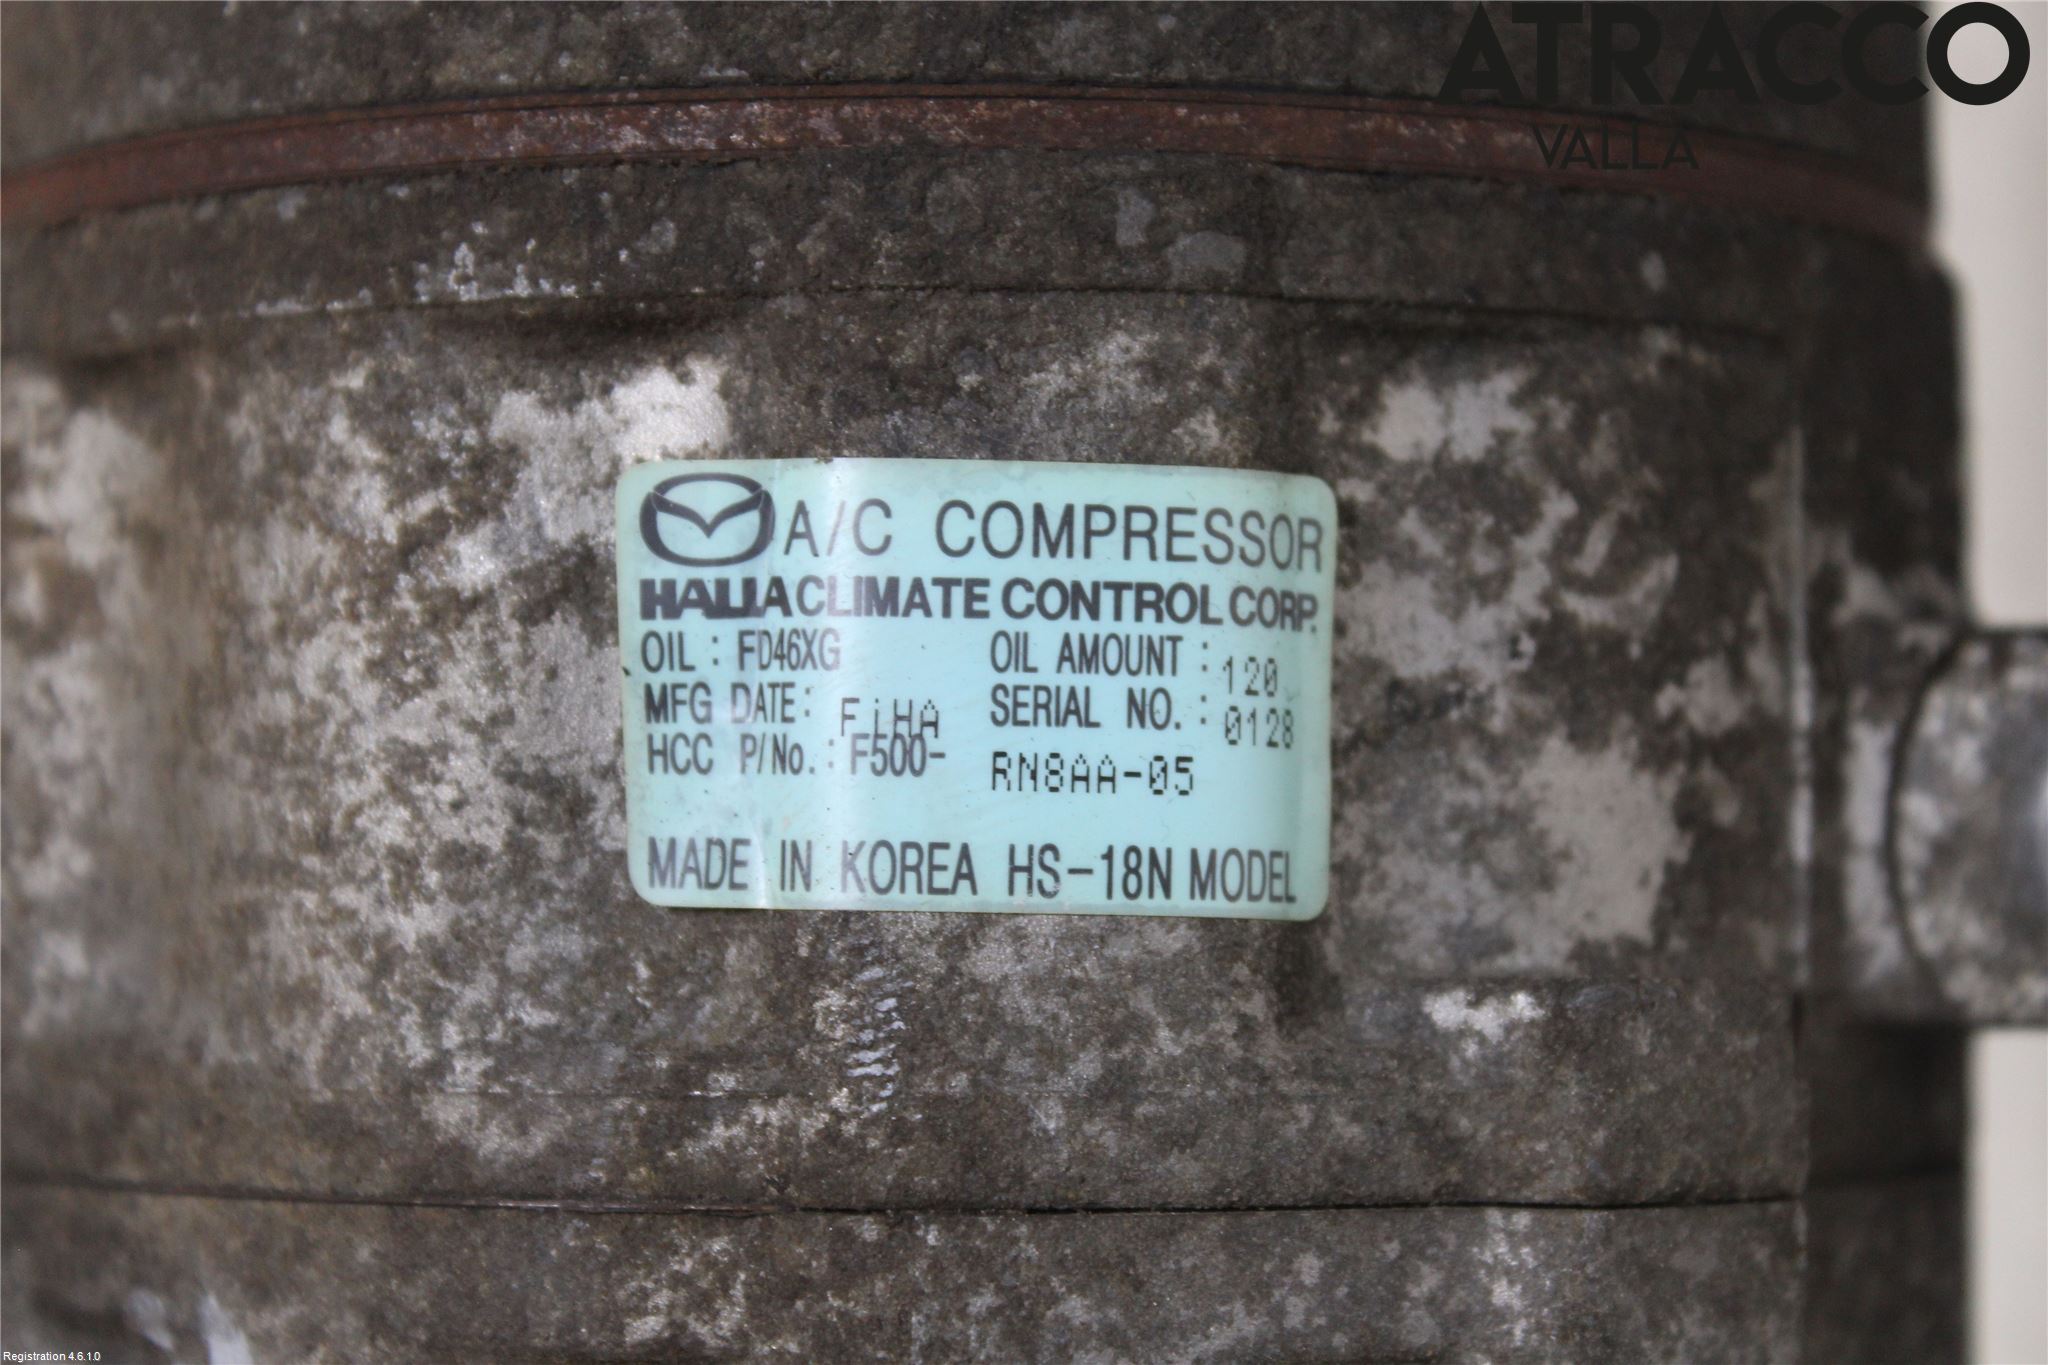 ATRACCO
VALLA
A/C COMPRESSOR
HALLA CLIMATE CONTROL CORP.
OIL : FD46XG OIL AMOUNT : 120
MFG DATE: FiHA SERIAL NO. : 0128
HCC P/No. : F500- RN8AA-05
MADE IN KOREA HS-18N MODEL
Registration 4.6.1.0